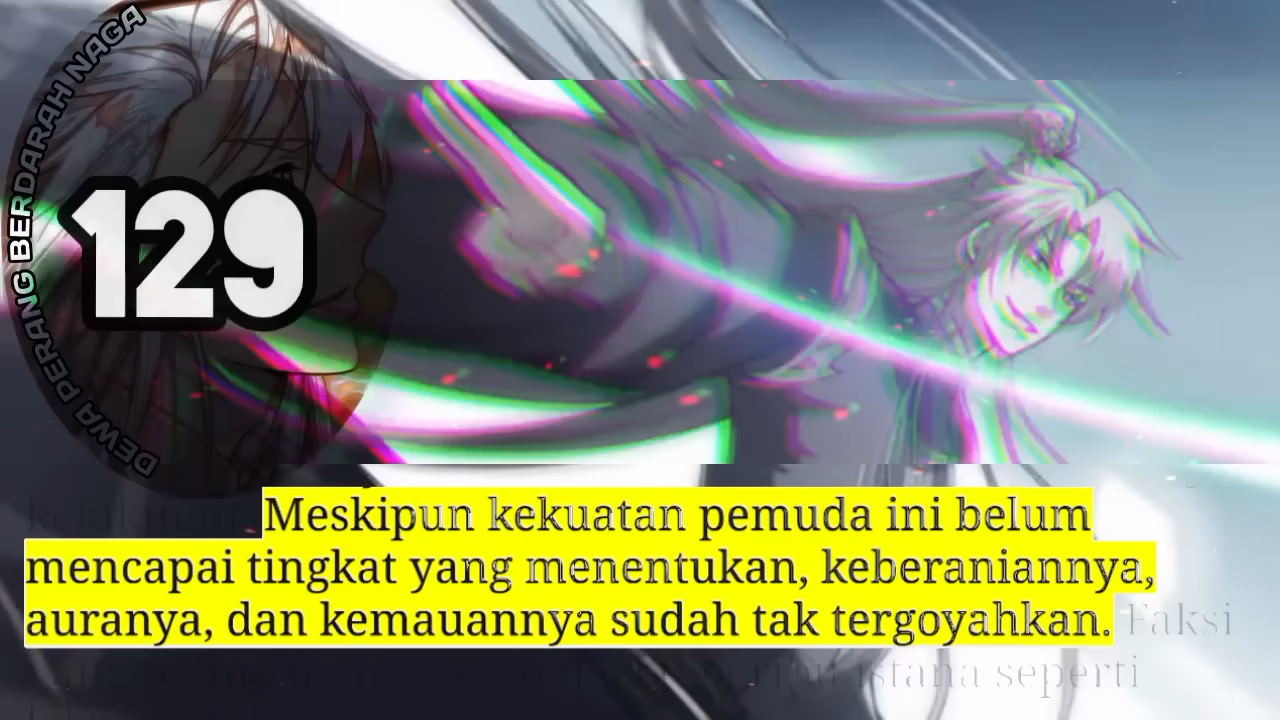 DEWA PERANG BERDARAH NAGA
129
Meskipun kekuatan pemuda ini belum
mencapai tingkat yang menentukan, keberaniannya,
auranya, dan kemauannya sudah tak tergoyahkan. Faksi
istana seperti